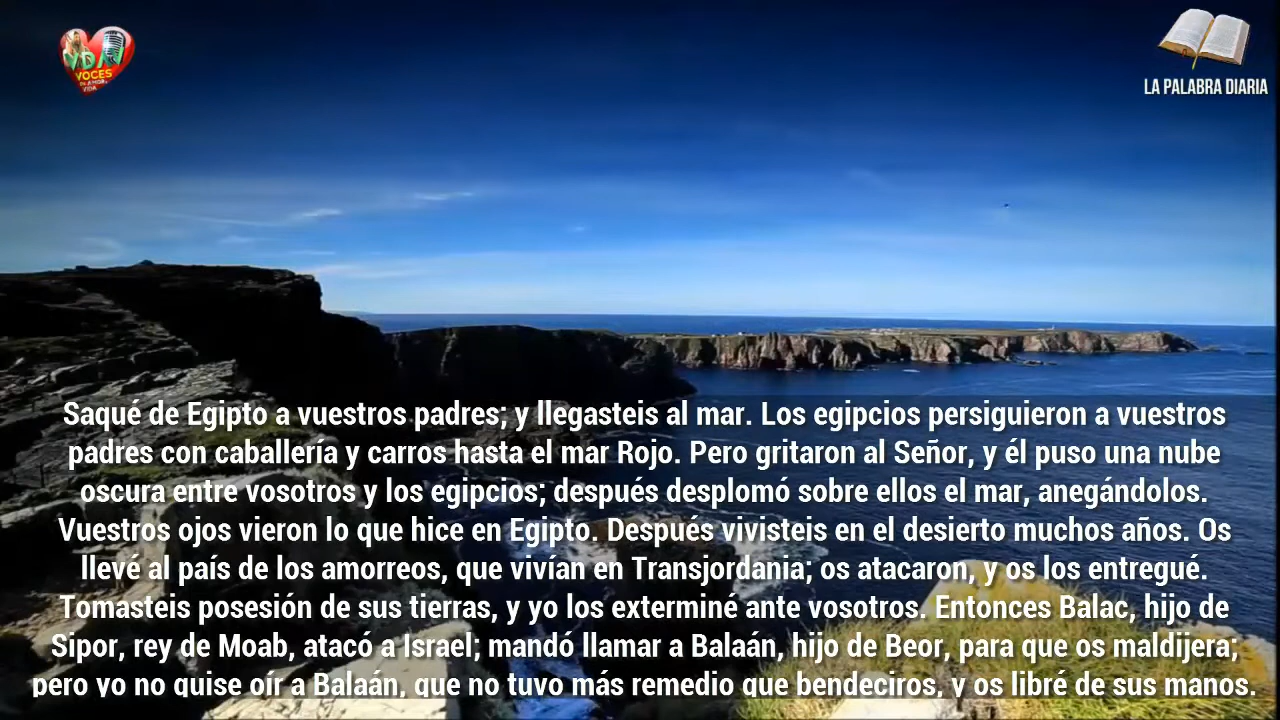 VDAV
VOCES
DE AMOR Y
VIDA
LA PALABRA DIARIA
Saqué de Egipto a vuestros padres; y llegasteis al mar. Los egipcios persiguieron a vuestros
padres con caballería y carros hasta el mar Rojo. Pero gritaron al Señor, y él puso una nube
oscura entre vosotros y los egipcios; después desplomó sobre ellos el mar, anegándolos.
Vuestros ojos vieron lo que hice en Egipto. Después vivisteis en el desierto muchos años. Os
llevé al país de los amorreos, que vivían en Transjordania; os atacaron, y os los entregué.
Tomasteis posesión de sus tierras, y yo los exterminé ante vosotros. Entonces Balac, hijo de
Sipor, rey de Moab, atacó a Israel; mandó llamar a Balaán, hijo de Beor, para que os maldijera;
pero yo no quise oír a Balaán, que no tuvo más remedio que bendeciros, y os libré de sus manos.